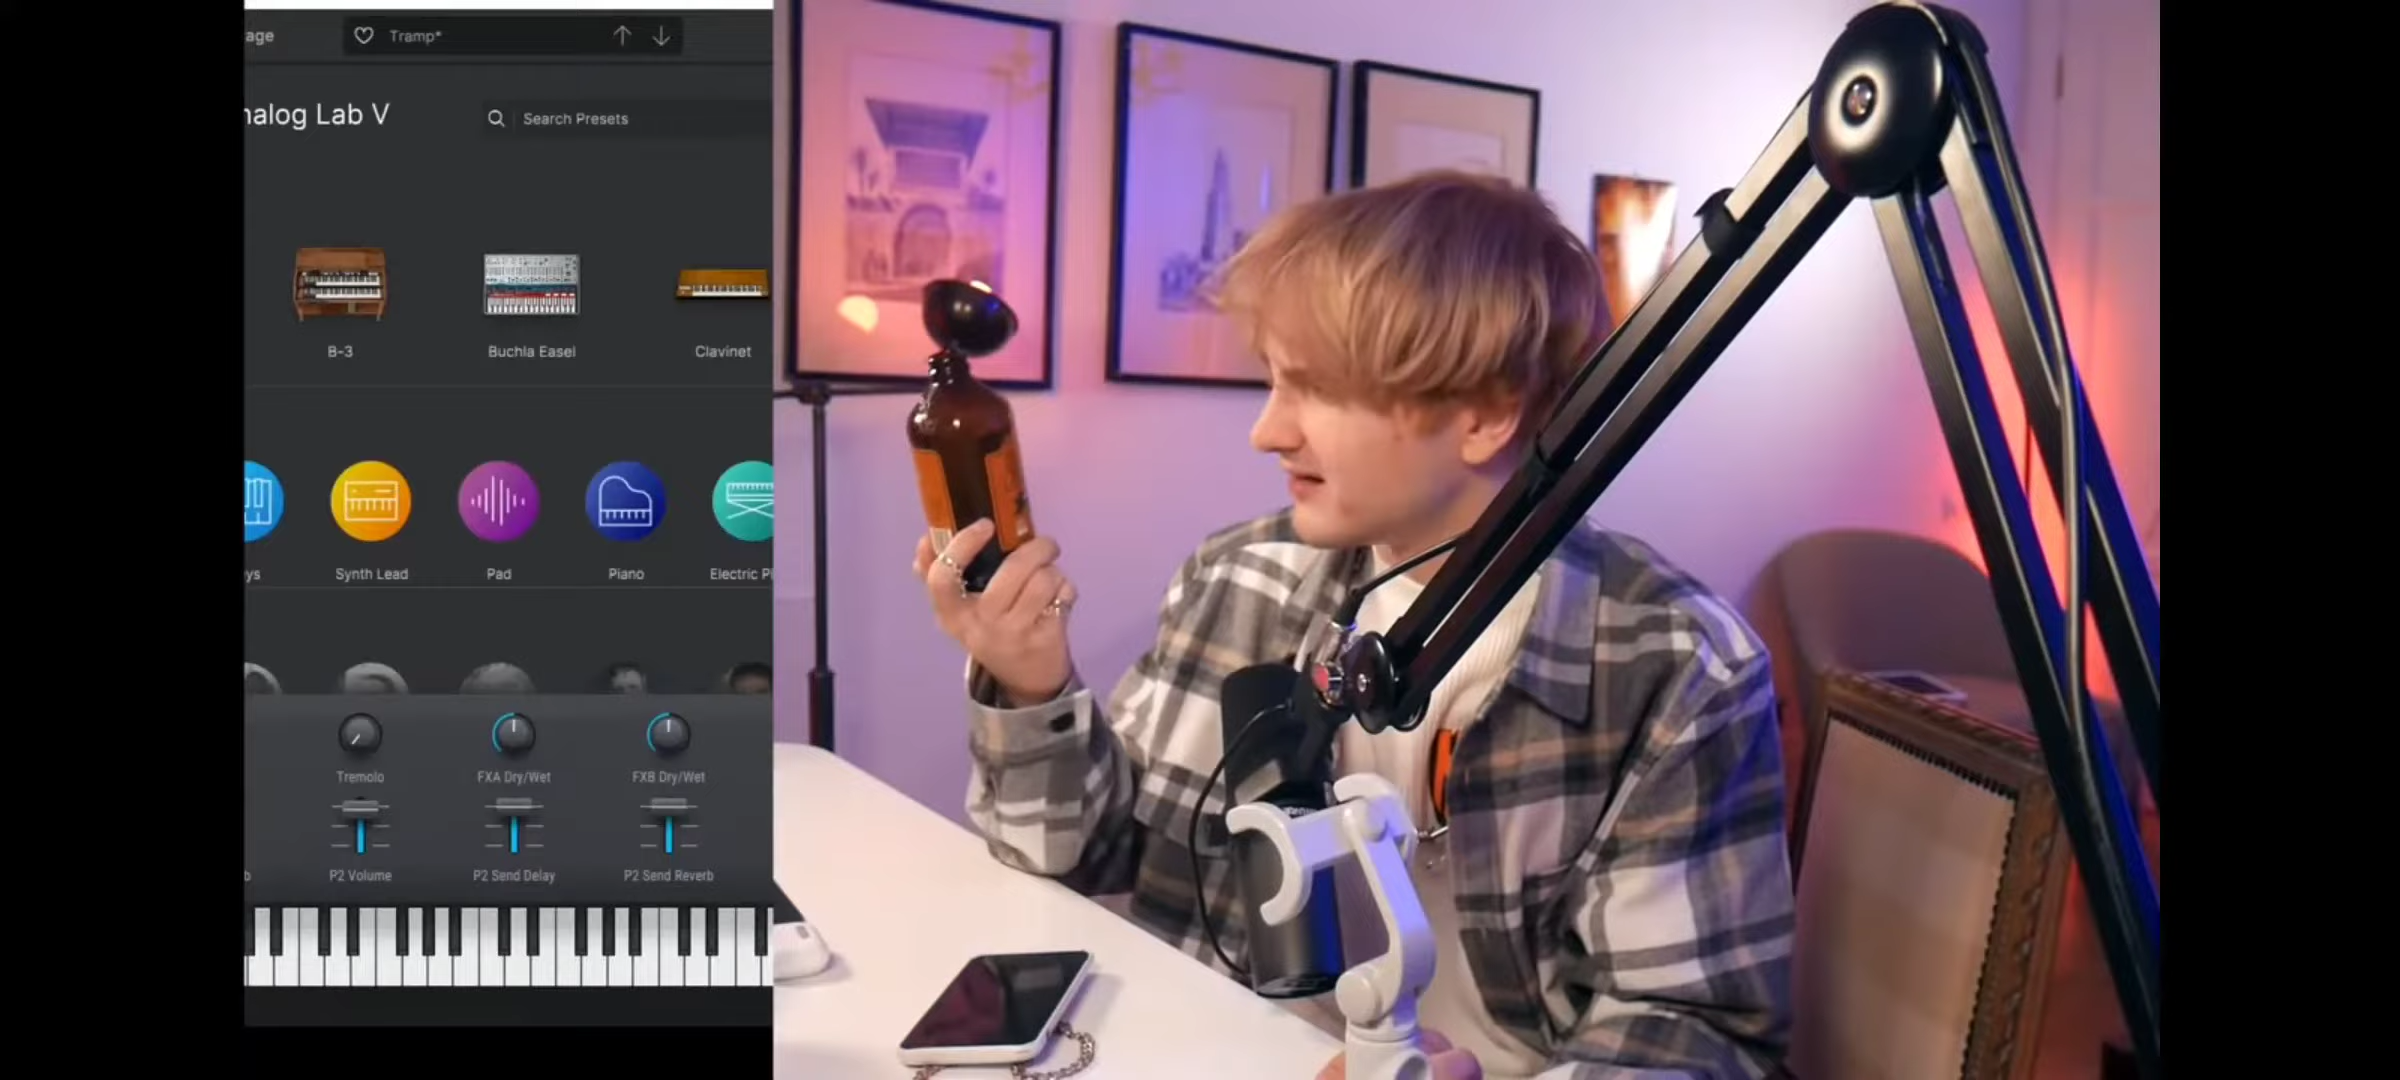 age
Tramp*
nalog Lab V
Search Presets
B-3
Buchla Easel
Clavinet
ys
Synth Lead
Pad
Piano
Electric Pi
Tremolo
FXA Dry/Wet
FXB Dry/Wet
b
P2 Volume
P2 Send Delay
P2 Send Reverb